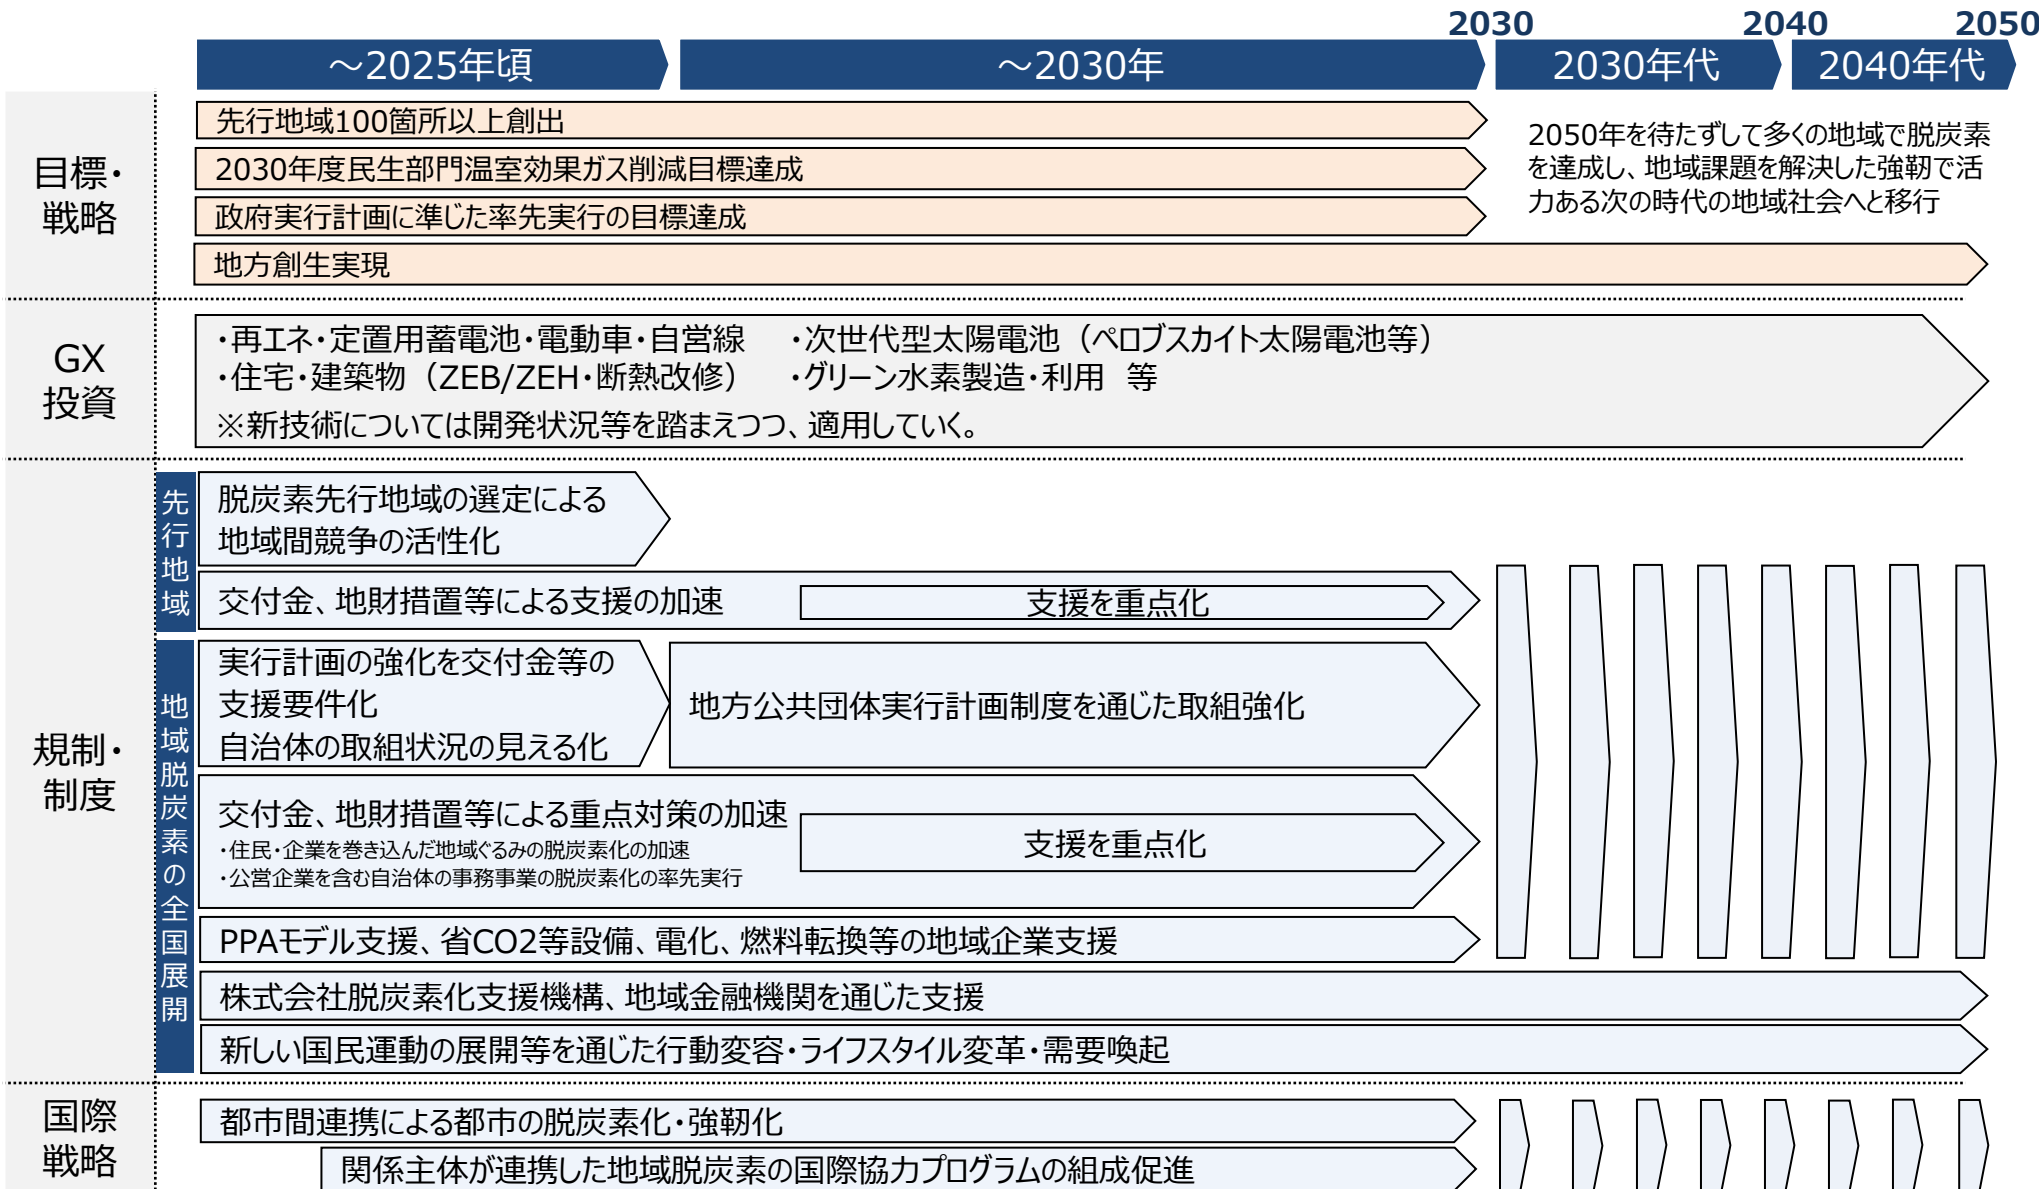 2030
2040
2050
～2025年頃
～2030年
2030年代
2040年代
目標・
戦略
先行地域100箇所以上創出
2030年度民生部門温室効果ガス削減目標達成
政府実行計画に準じた率先実行の目標達成
地方創生実現
2050年を待たずして多くの地域で脱炭素
を達成し、地域課題を解決した強靭で活
力ある次の時代の地域社会へと移行
GX
投資
・再エネ・定置用蓄電池・電動車・自営線
・次世代型太陽電池（ペロブスカイト太陽電池等）
・住宅・建築物（ZEB/ZEH・断熱改修）
・グリーン水素製造・利用 等
※新技術については開発状況等を踏まえつつ、適用していく。
規制・
制度
先行地域
脱炭素先行地域の選定による
地域間競争の活性化
交付金、地財措置等による支援の加速
支援を重点化
地域脱炭素の全国展開
実行計画の強化を交付金等の
支援要件化
自治体の取組状況の見える化
地方公共団体実行計画制度を通じた取組強化
交付金、地財措置等による重点対策の加速
・住民・企業を巻き込んだ地域ぐるみの脱炭素化の加速
・公営企業を含む自治体の事務事業の脱炭素化の率先実行
支援を重点化
PPAモデル支援、省CO2等設備、電化、燃料転換等の地域企業支援
株式会社脱炭素化支援機構、地域金融機関を通じた支援
新しい国民運動の展開等を通じた行動変容・ライフスタイル変革・需要喚起
国際
戦略
都市間連携による都市の脱炭素化・強靭化
関係主体が連携した地域脱炭素の国際協力プログラムの組成促進